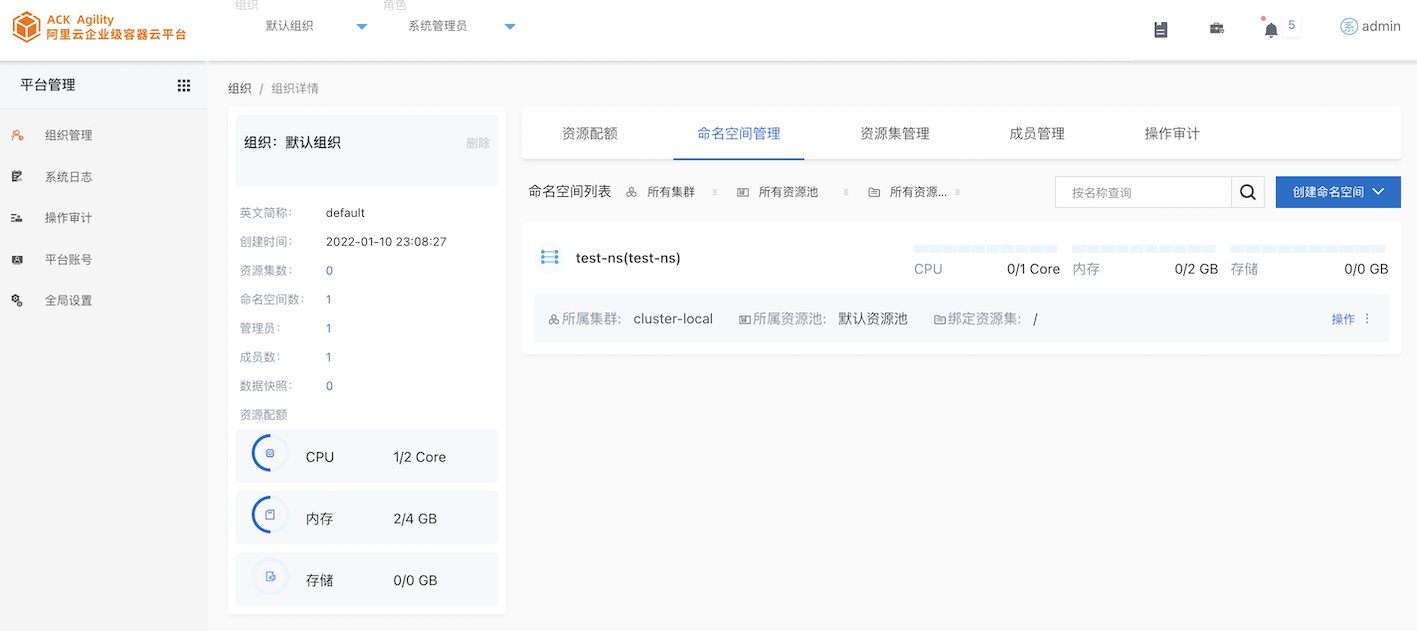 ACK Agility
阿里云企业级容器云平台
组织
默认组织
角色
系统管理员
5
系 admin
平台管理
组织管理
系统日志
操作审计
平台账号
全局设置
组织 / 组织详情
组织：默认组织
删除
英文简称： default
创建时间： 2022-01-10 23:08:27
资源集数： 0
命名空间数： 1
管理员： 1
成员数： 1
数据快照： 0
资源配额
CPU 1/2 Core
内存 2/4 GB
存储 0/0 GB
资源配额 命名空间管理 资源集管理 成员管理 操作审计
命名空间列表 所有集群 所有资源池 所有资源... 按名称查询 创建命名空间
test-ns(test-ns)
CPU 0/1 Core 内存 0/2 GB 存储 0/0 GB
所属集群: cluster-local 所属资源池: 默认资源池 绑定资源集: / 操作